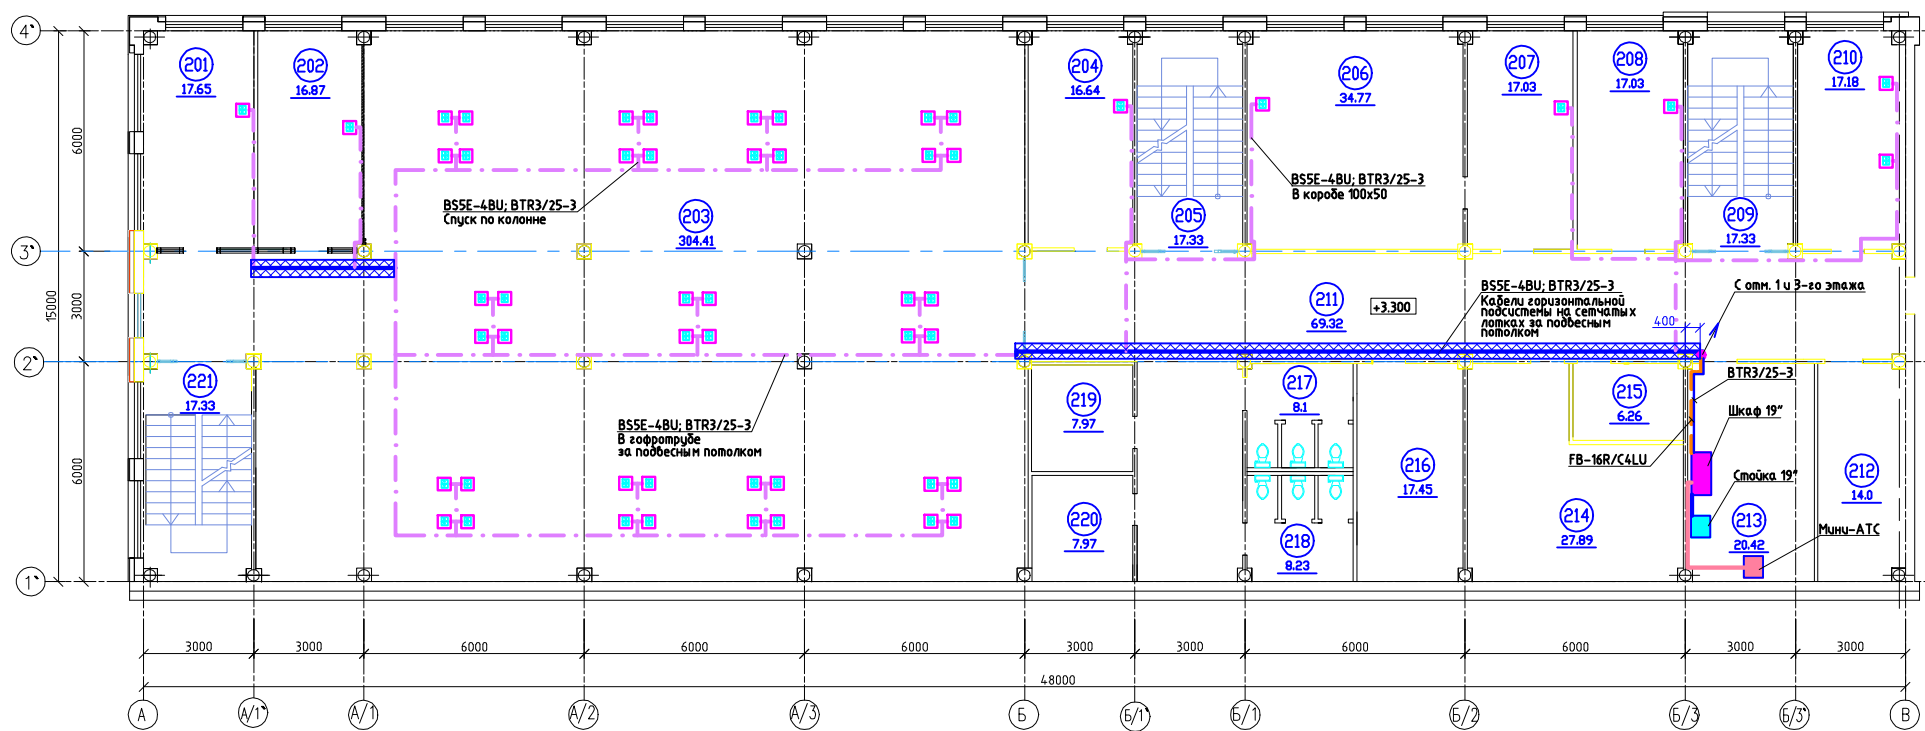 4'
3'
2'
1'
6000
3000
6000
15000
201
17.65
202
16.87
204
16.64
206
34.77
207
17.03
208
17.03
210
17.18
BS5E-4BU; BTR3/25-3
Спуск по колонне
203
304.41
205
17.33
BS5E-4BU; BTR3/25-3
В коробе 100x50
209
17.33
211
69.32
+3.300
BS5E-4BU; BTR3/25-3
Кабели горизонтальной
подсистемы на сетчатых
лотках за подвесным
потолком
400
С отм. 1 и 3-го этажа
221
17.33
BS5E-4BU; BTR3/25-3
В гофротрубе
за подвесным потолком
219
7.97
217
8.1
215
6.26
BTR3/25-3
Шкаф 19"
FB-16R/C4LU
216
17.45
Стойка 19"
212
14.0
220
7.97
218
8.23
214
27.89
213
20.42
Мини-АТС
3000
3000
6000
6000
6000
3000
3000
6000
6000
3000
3000
48000
А
А/1'
А/1
А/2
А/3
Б
Б/1'
Б/1
Б/2
Б/3
Б/3'
В